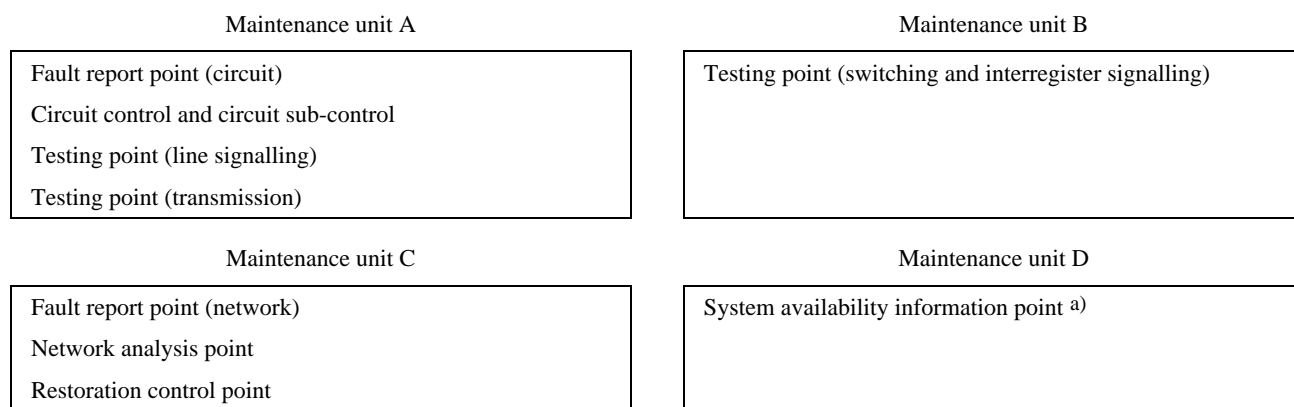 Maintenance unit A
Fault report point (circuit)
Circuit control and circuit sub-control
Testing point (line signalling)
Testing point (transmission)
Maintenance unit B
Testing point (switching and interregister signalling)
Maintenance unit C
Fault report point (network)
Network analysis point
Restoration control point
Maintenance unit D
System availability information point a)